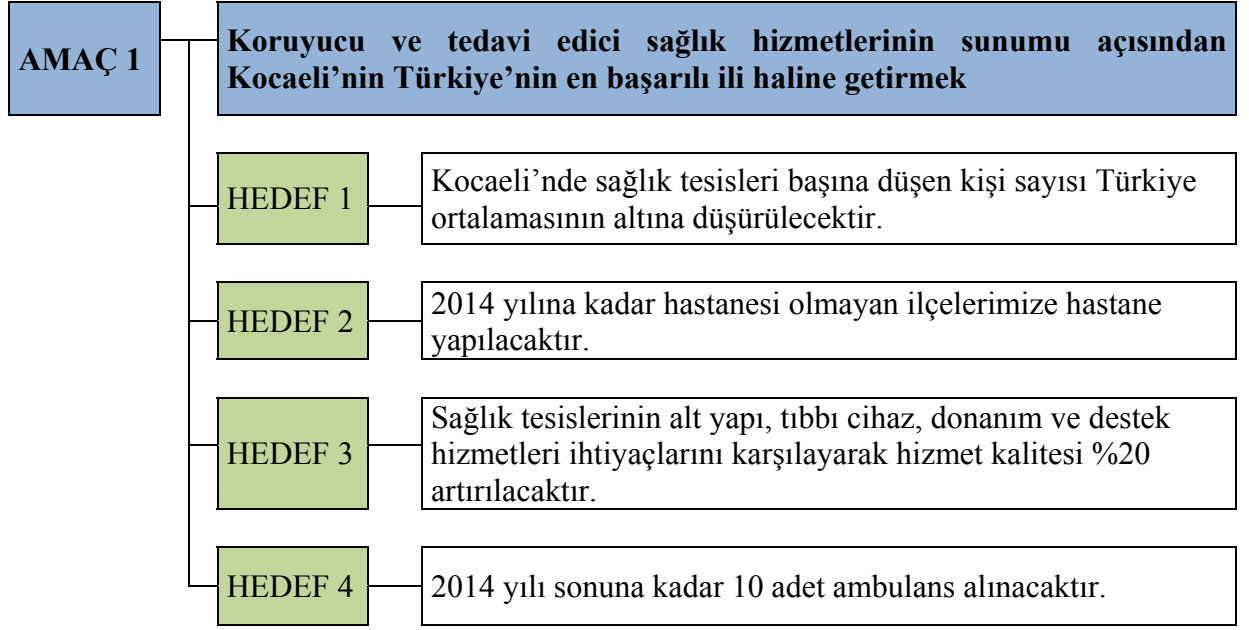 AMAÇ 1
Koruyucu ve tedavi edici sağlık hizmetlerinin sunumu açısından
Kocaeli’nin Türkiye’nin en başarılı ili haline getirmek
HEDEF 1
Kocaeli’nde sağlık tesisleri başına düşen kişi sayısı Türkiye
ortalamasının altına düşürülecektir.
HEDEF 2
2014 yılına kadar hastanesi olmayan ilçelerimize hastane
yapılacaktır.
HEDEF 3
Sağlık tesislerinin alt yapı, tıbbı cihaz, donanım ve destek
hizmetleri ihtiyaçlarını karşılayarak hizmet kalitesi %20
artırılacaktır.
HEDEF 4
2014 yılı sonuna kadar 10 adet ambulans alınacaktır.